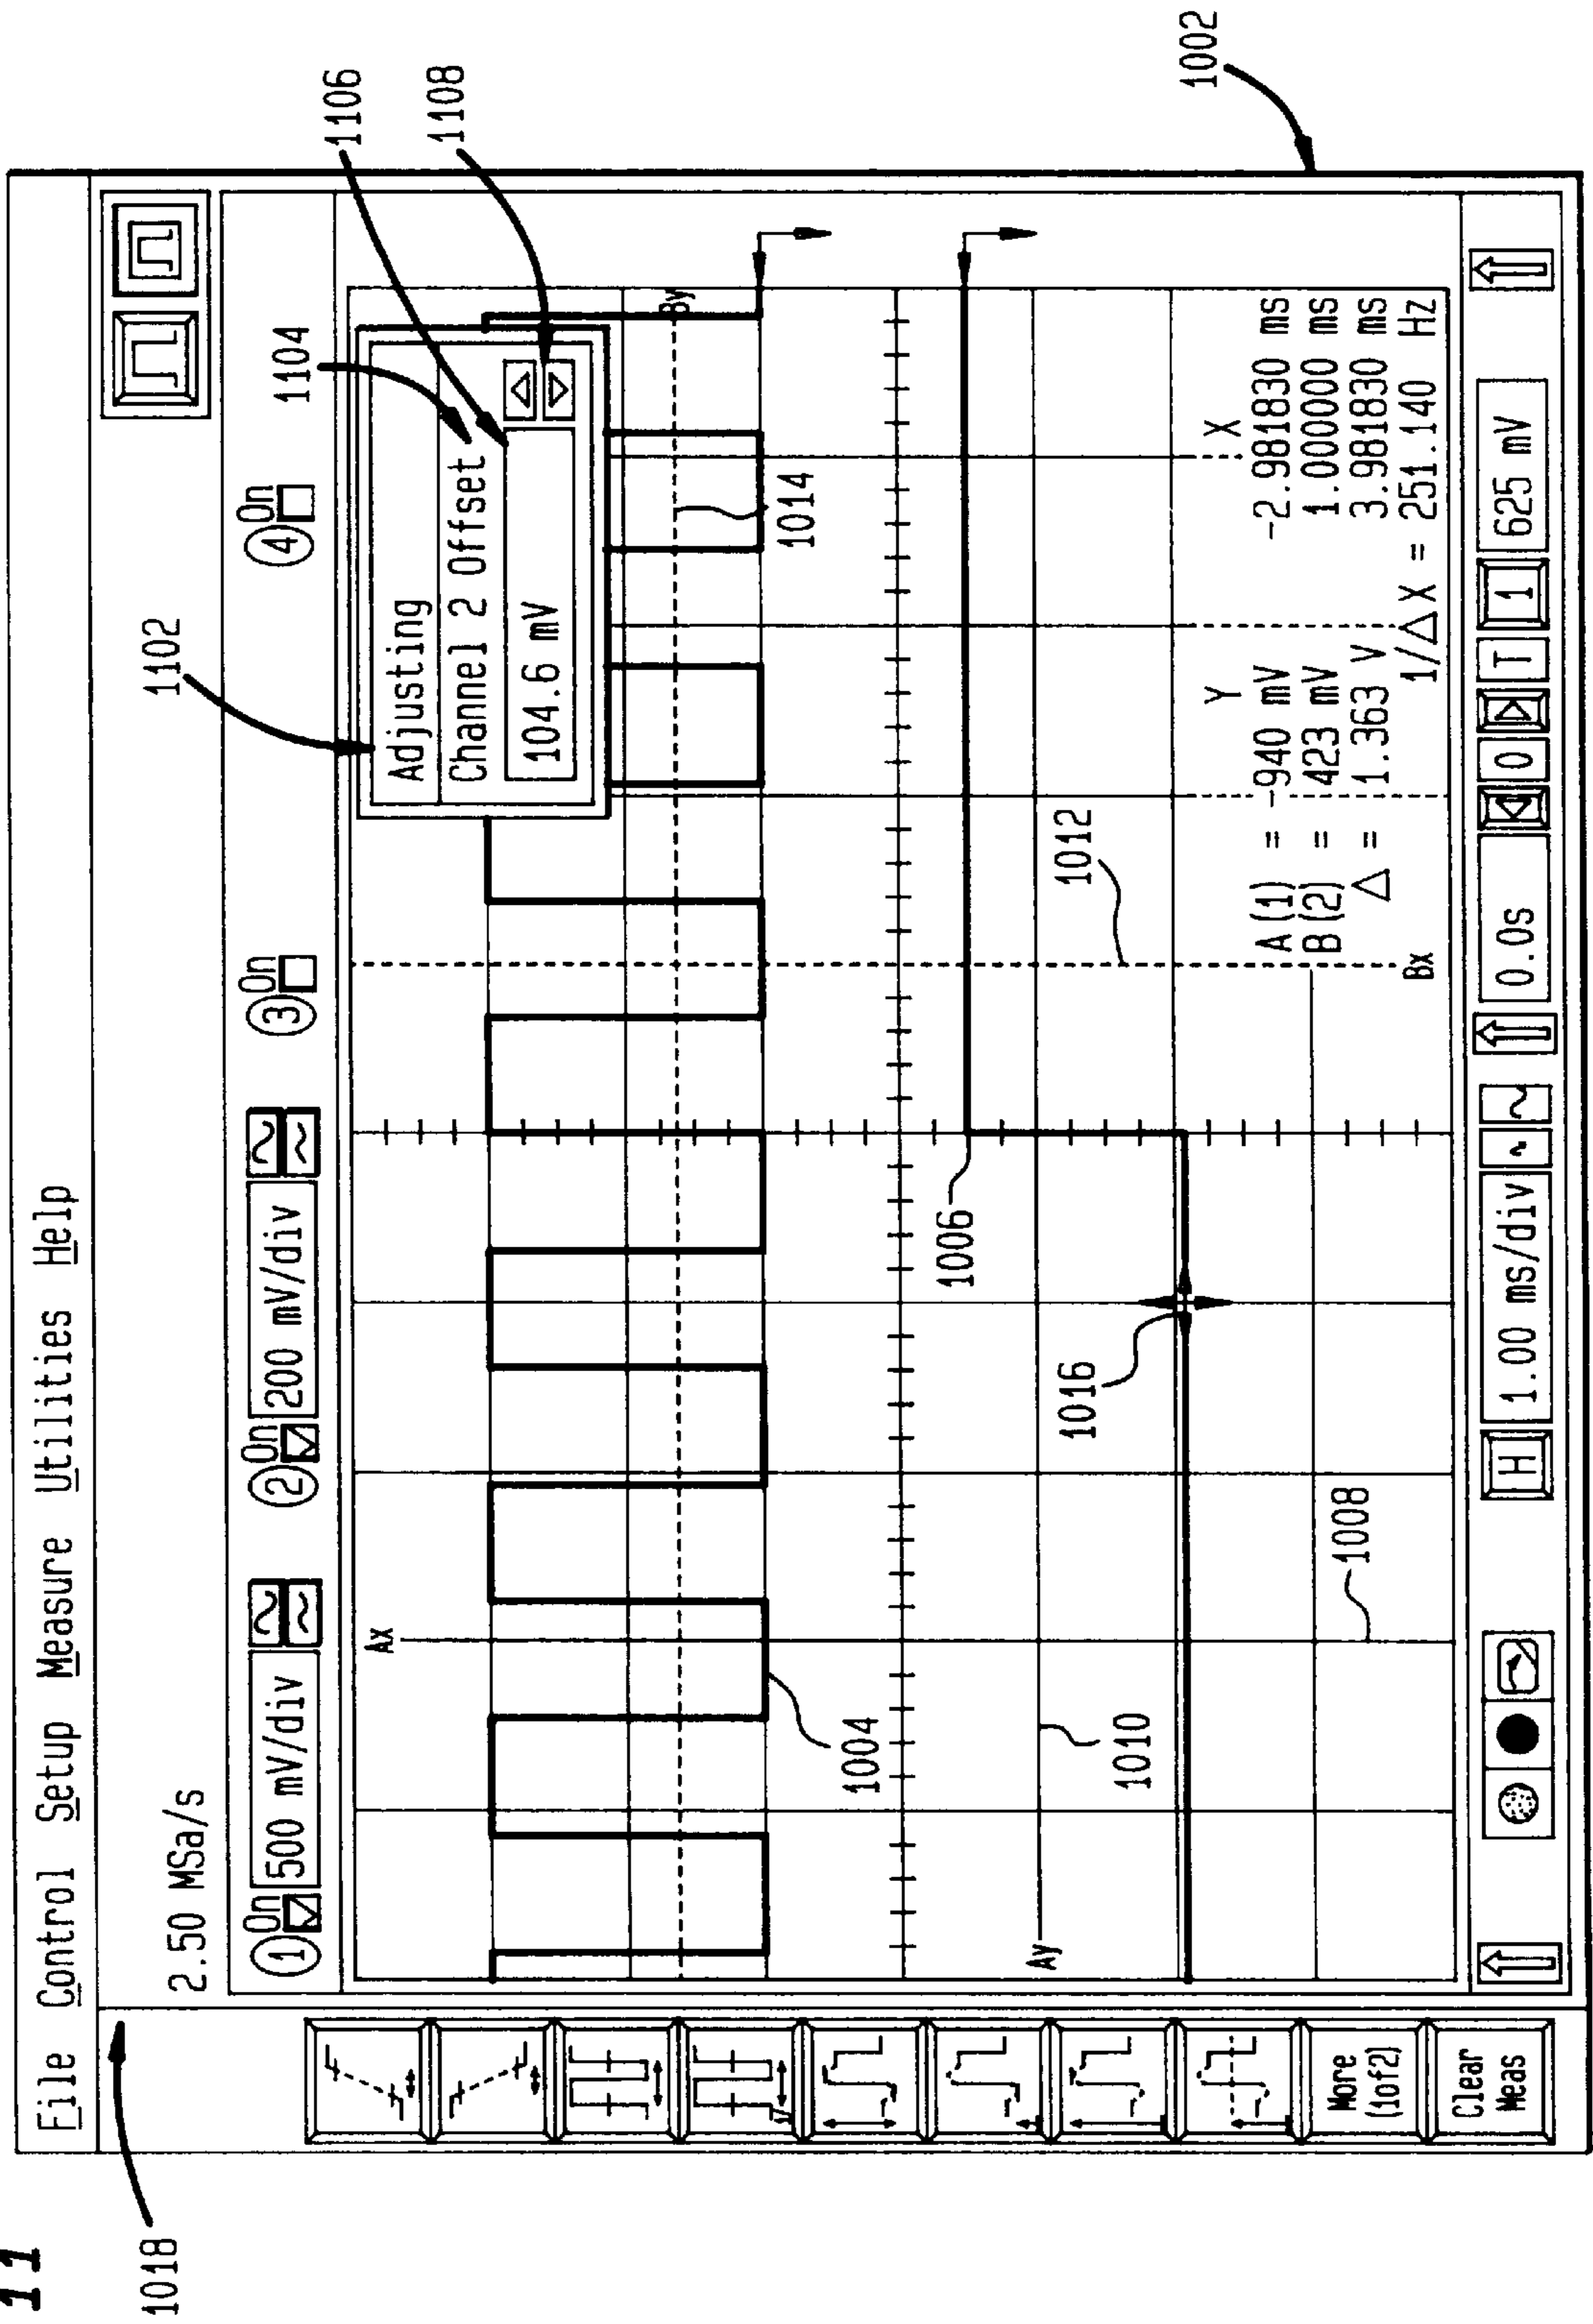 11
1018
File Control Setup Measure Utilities Help
2.50 MSa/s
1 On 500 mV/div
2 On 200 mV/div
3 On
4 On
1102
1104
1106
1108
Adjusting
Channel 2 Offset
104.6 mV
Ax
By
1014
1004
1006
1012
1016
1010
1008
Ay
Bx
Y X
A(1) = -940 mV -2.981830 ms
B(2) = 423 mV 1.000000 ms
△ = 1.363 V 3.981830 ms
1/△X = 251.140 Hz
More
(1of2)
Clear
Meas
H 1.00 ms/div 0.0s 0 T 1 625 mV
1002